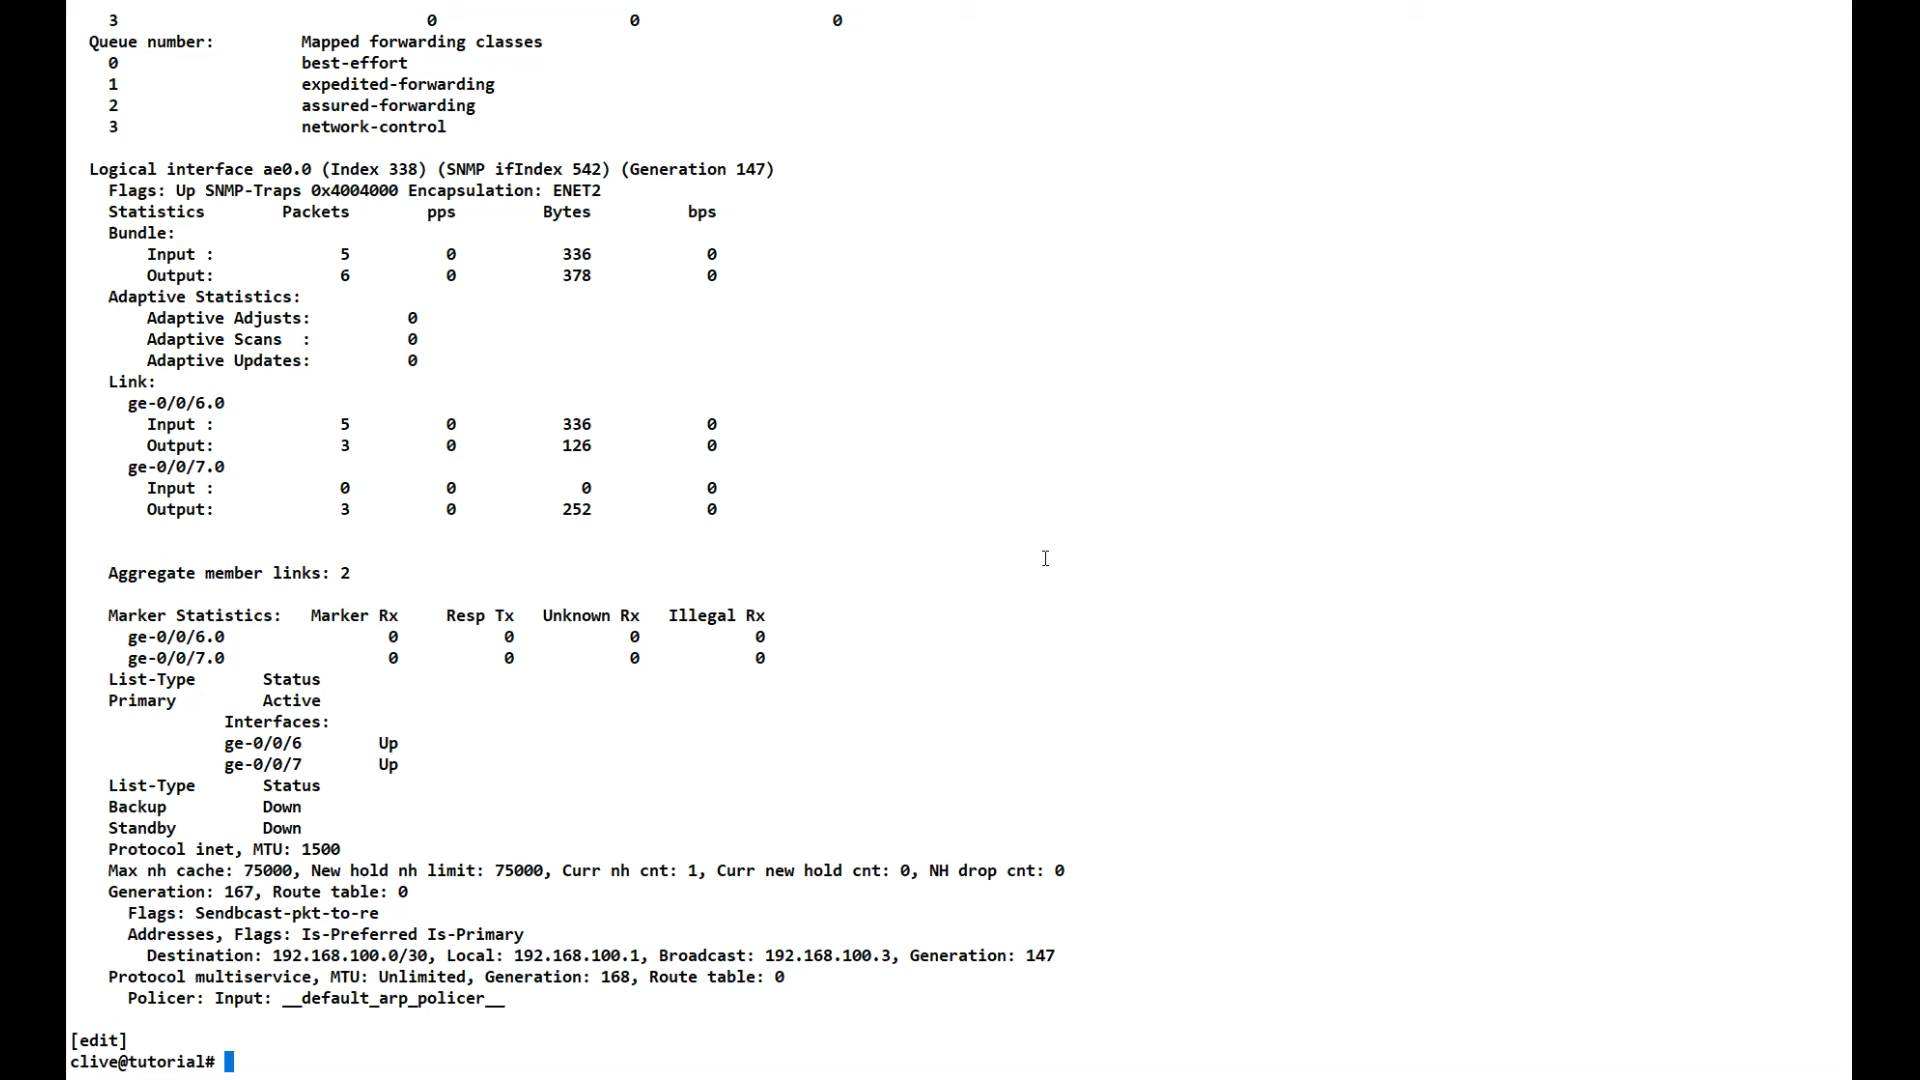 3 0 0 0
Queue number: Mapped forwarding classes
0 best-effort
1 expedited-forwarding
2 assured-forwarding
3 network-control
Logical interface ae0.0 (Index 338) (SNMP ifIndex 542) (Generation 147)
Flags: Up SNMP-Traps 0x4004000 Encapsulation: ENET2
Statistics Packets pps Bytes bps
Bundle:
Input : 5 0 336 0
Output: 6 0 378 0
Adaptive Statistics:
Adaptive Adjusts: 0
Adaptive Scans : 0
Adaptive Updates: 0
Link:
ge-0/0/6.0
Input : 5 0 336 0
Output: 3 0 126 0
ge-0/0/7.0
Input : 0 0 0 0
Output: 3 0 252 0
Aggregate member links: 2
Marker Statistics: Marker Rx Resp Tx Unknown Rx Illegal Rx
ge-0/0/6.0 0 0 0 0
ge-0/0/7.0 0 0 0 0
List-Type Status
Primary Active
Interfaces:
ge-0/0/6 Up
ge-0/0/7 Up
List-Type Status
Backup Down
Standby Down
Protocol inet, MTU: 1500
Max nh cache: 75000, New hold nh limit: 75000, Curr nh cnt: 1, Curr new hold cnt: 0, NH drop cnt: 0
Generation: 167, Route table: 0
Flags: Sendbcast-pkt-to-re
Addresses, Flags: Is-Preferred Is-Primary
Destination: 192.168.100.0/30, Local: 192.168.100.1, Broadcast: 192.168.100.3, Generation: 147
Protocol multiservice, MTU: Unlimited, Generation: 168, Route table: 0
Policer: Input: __default_arp_policer__
[edit]
clive@tutorial#